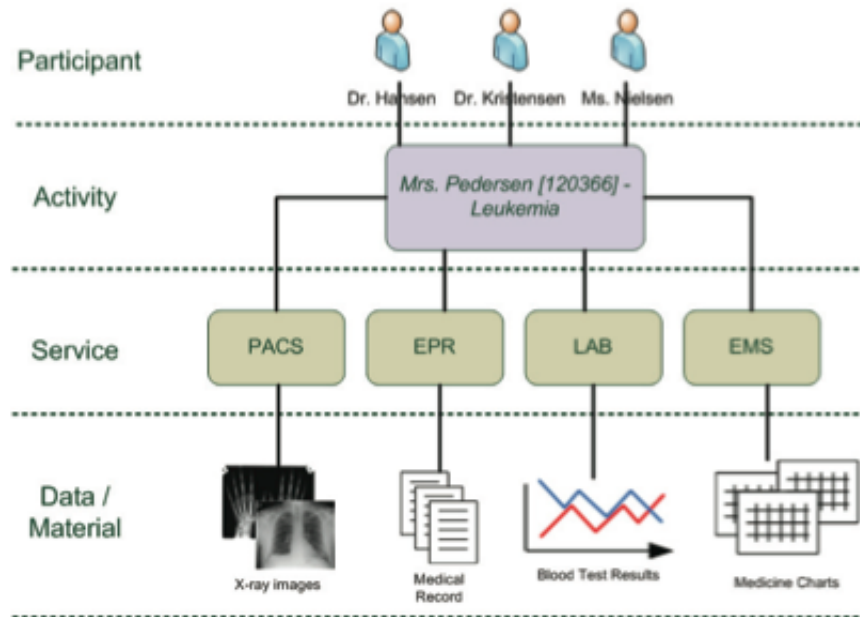 Participant
Dr. Hansen Dr. Kristensen Ms. Nielsen
Activity
Mrs. Pedersen [120366] -
Leukemia
Service
PACS EPR LAB EMS
Data /
Material
X-ray images
Medical
Record
Blood Test Results
Medicine Charts